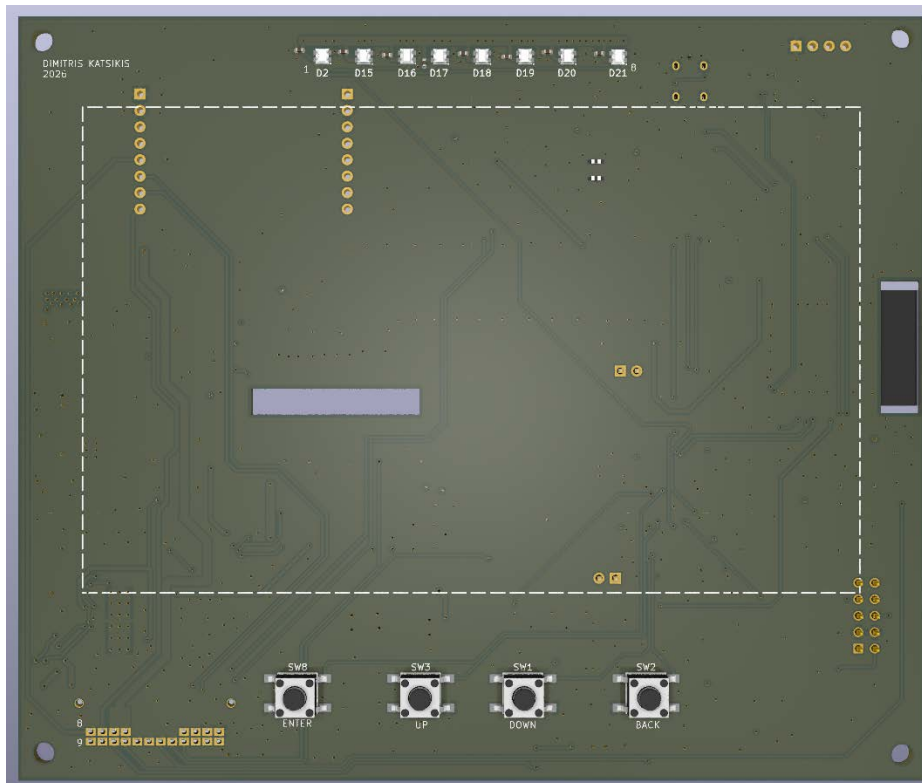 DIMITRIS KATSIKIS
2026
1 D2 D15 D16 D17 D18 D19 D20 D21 8
SW8 SW3 SW1 SW2
ENTER UP DOWN BACK
8
9